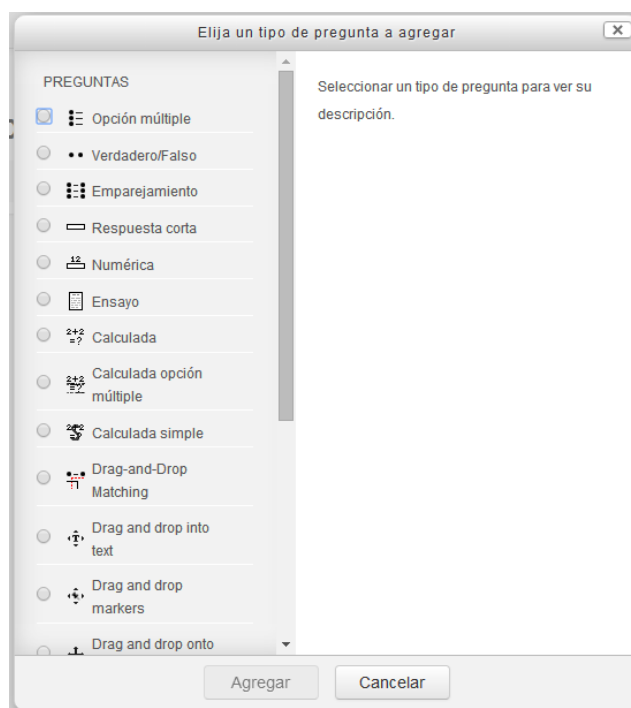 Elija un tipo de pregunta a agregar
PREGUNTAS
Opción múltiple
Verdadero/Falso
Emparejamiento
Respuesta corta
Numérica
Ensayo
Calculada
Calculada opción
múltiple
Calculada simple
Drag-and-Drop
Matching
Drag and drop into
text
Drag and drop
markers
Drag and drop onto
Seleccionar un tipo de pregunta para ver su
descripción.
Agregar
Cancelar